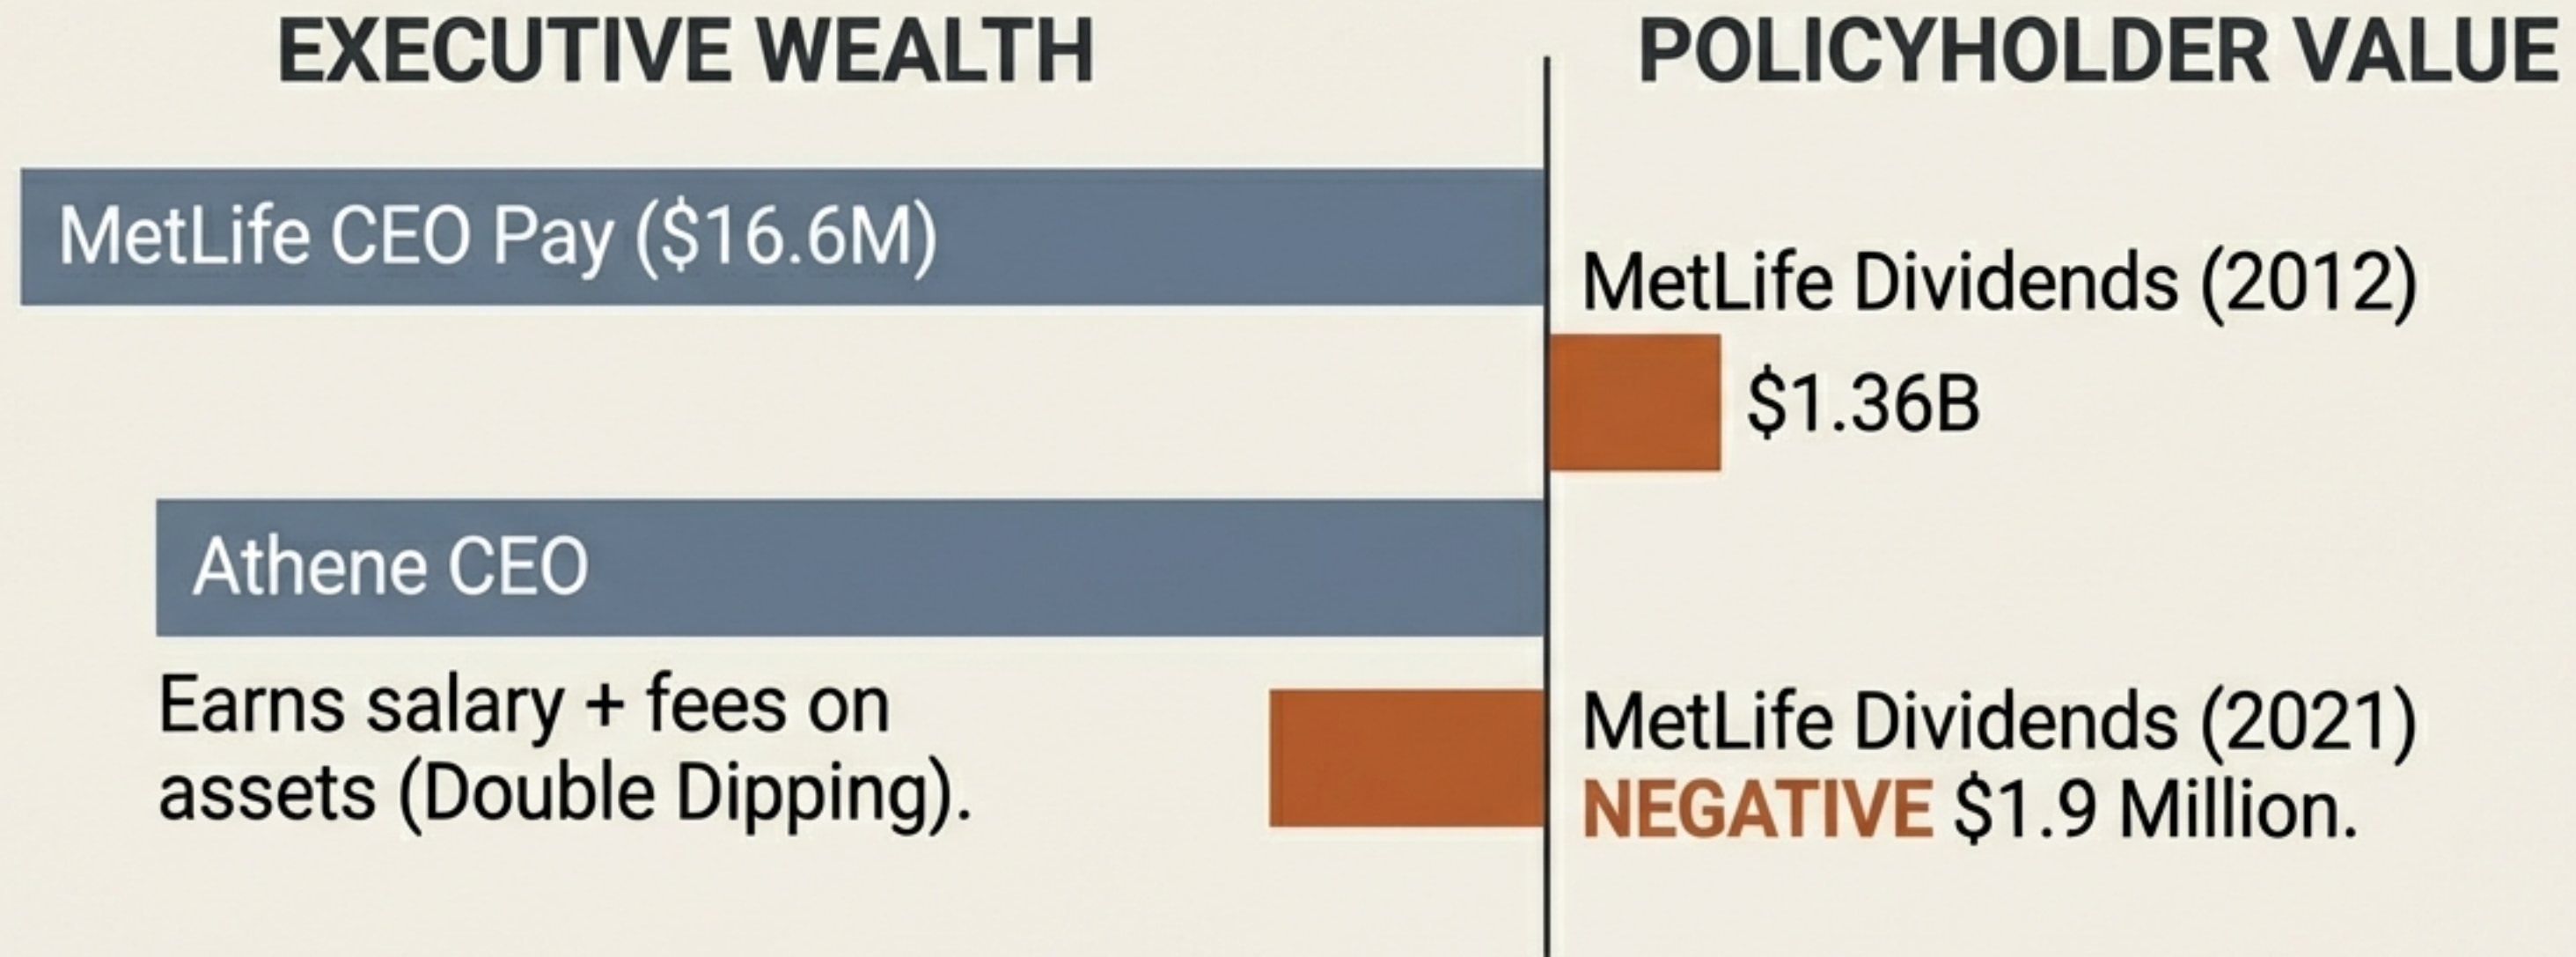 EXECUTIVE WEALTH
POLICYHOLDER VALUE
MetLife CEO Pay ($16.6M)
MetLife Dividends (2012)
$1.36B
Athene CEO
Earns salary + fees on
assets (Double Dipping).
MetLife Dividends (2021)
NEGATIVE $1.9 Million.